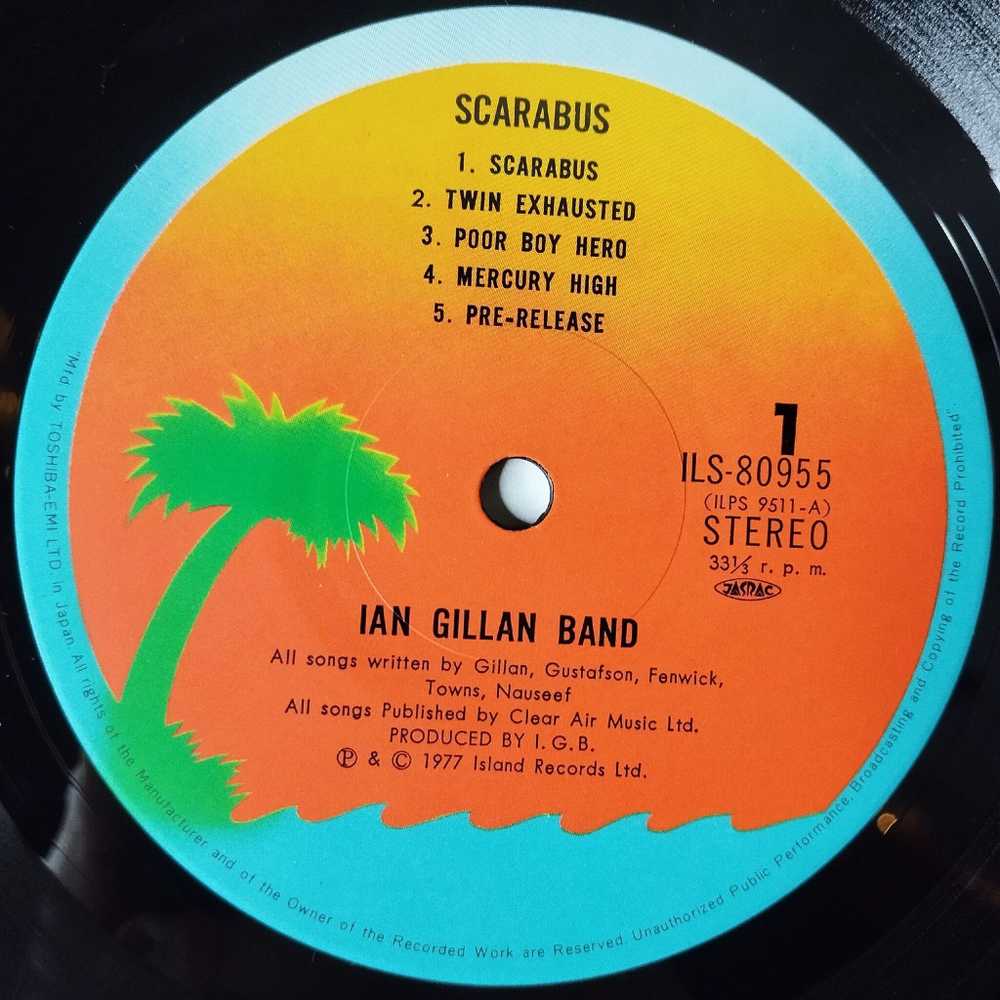 SCARABUS
1. SCARABUS
2. TWIN EXHAUSTED
3. POOR BOY HERO
4. MERCURY HIGH
5. PRE-RELEASE
1
ILS-80955
(ILPS 9511-A)
STEREO
33⅓ r. p. m.
JASRAC
IAN GILLAN BAND
All songs written by Gillan, Gustafson, Fenwick,
Towns, Nauseef
All songs Published by Clear Air Music Ltd.
PRODUCED BY I.G.B.
Ⓟ & © 1977 Island Records Ltd.
"Mfd. by TOSHIBA-EMI LTD. in Japan. All rights of the Manufacturer and of the Owner of the Recorded Work are Reserved. Unauthorized Public Performance, Broadcasting and Copying of the Record Prohibited"